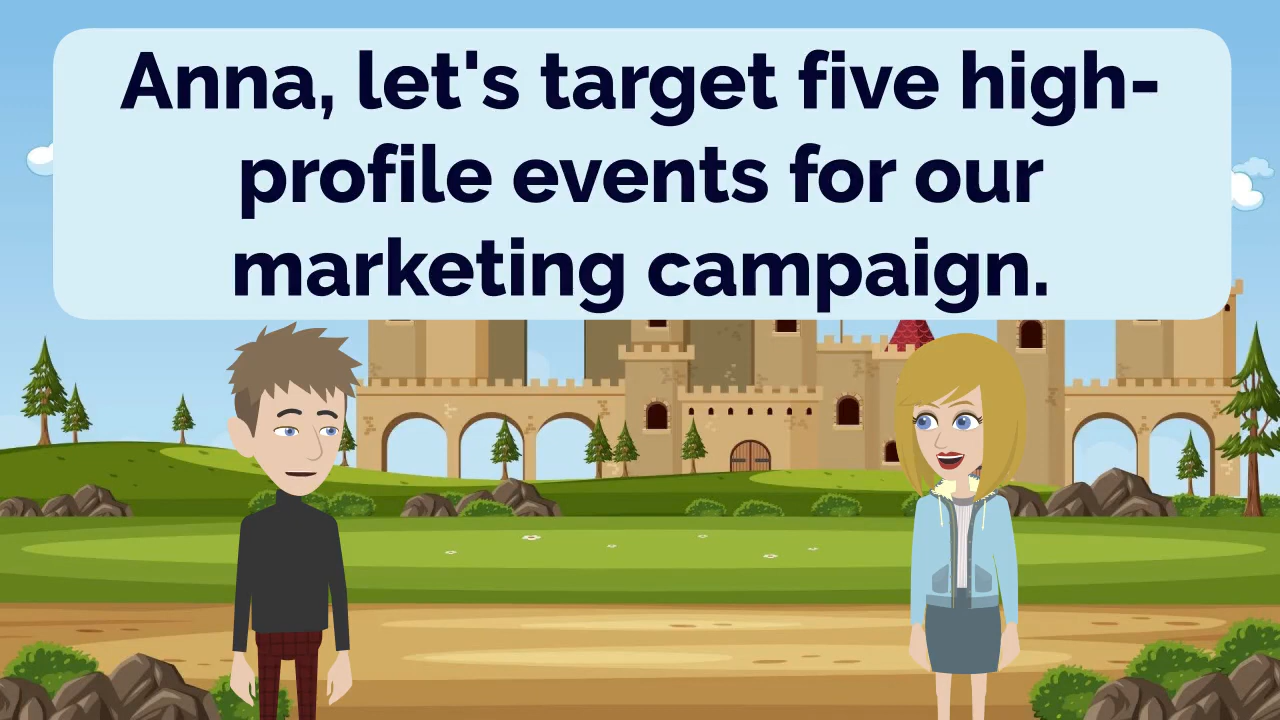 Anna, let's target five high-
profile events for our
marketing campaign.